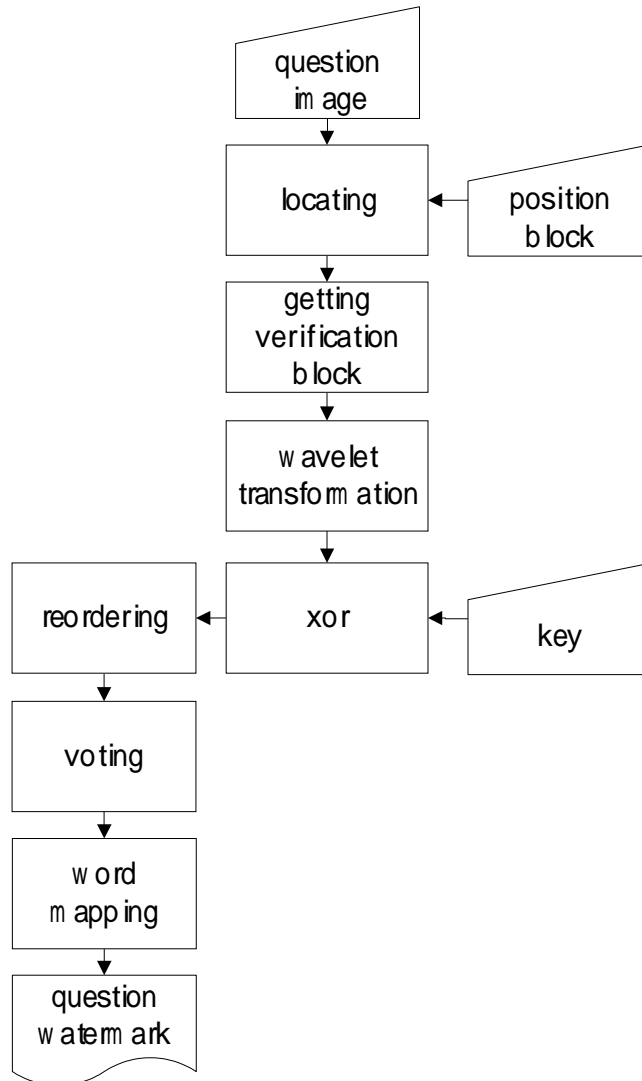 question
image
locating
position
block
getting
verification
block
wavelet
transformation
reordering
xor
key
voting
word
mapping
question
watermark